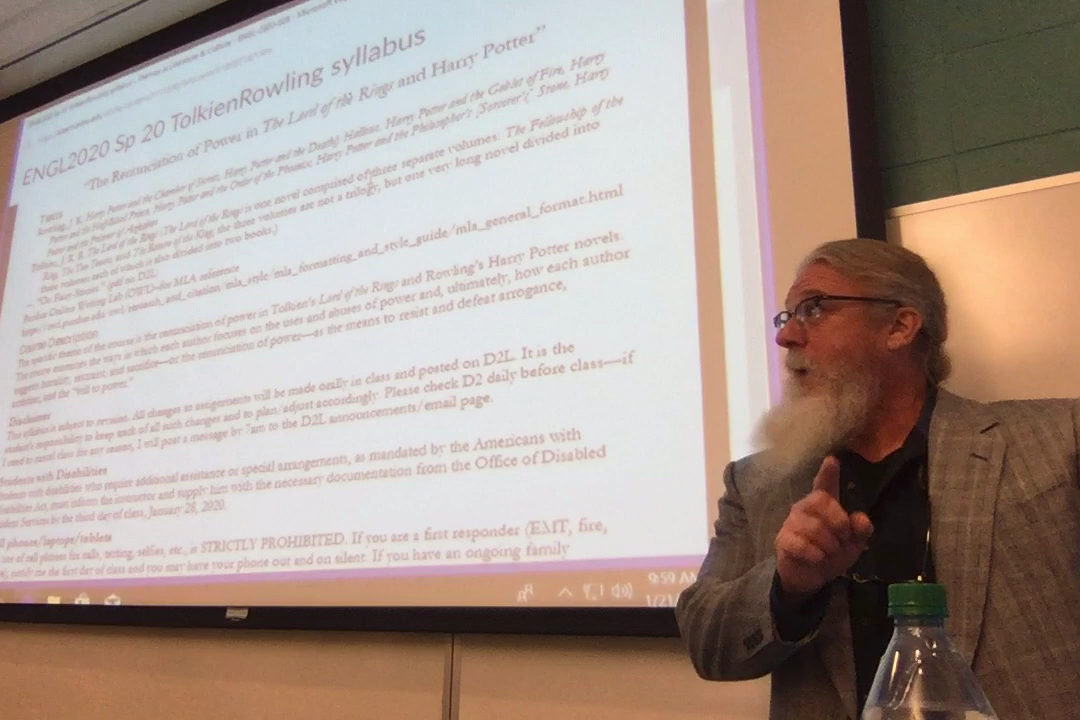 ENGL2020 Sp 20 TolkienRowling syllabus
"The Renunciation of Power in The Lord of the Rings and Harry Potter"
Texts
Rowling, J. K. Harry Potter and the Chamber of Secrets, Harry Potter and the Deathly Hallows, Harry Potter and the Goblet of Fire, Harry
Potter and the Half-Blood Prince, Harry Potter and the Order of the Phoenix, Harry Potter and the Philosopher's [Sorcerer's] Stone, Harry
Potter and the Prisoner of Azkaban
Tolkien, J. R. R. The Lord of the Rings (The Lord of the Rings is one novel comprised of three separate volumes: The Fellowship of the
Ring, The Two Towers, and The Return of the King; the three volumes are not a trilogy, but one very long novel divided into
three volumes, each of which is also divided into two books.)
"On Fairy-Stories" (pdf on D2L)
Purdue Online Writing Lab (OWL)–for MLA reference
https://owl.purdue.edu/owl/research_and_citation/mla_style/mla_formatting_and_style_guide/mla_general_format.html
Course Description
The specific theme of the course is the renunciation of power in Tolkien's Lord of the Rings and Rowling's Harry Potter novels.
The course examines the ways in which each author focuses on the uses and abuses of power and, ultimately, how each author
suggests humility, restraint, and sacrifice—or the renunciation of power—as the means to resist and defeat arrogance,
and the "will to power."
Disclaimer
This syllabus is subject to revision. All changes to assignments will be made orally in class and posted on D2L. It is the
student's responsibility to keep track of all such changes and to plan/adjust accordingly. Please check D2 daily before class—if
I need to cancel class for any reason, I will post a message by 7am to the D2L announcements/email page.
Students with Disabilities
Students with disabilities who require additional assistance or special arrangements, as mandated by the Americans with
Disabilities Act, must inform the instructor and supply him with the necessary documentation from the Office of Disabled
Student Services by the third day of class, January 28, 2020.
phones/laptops/tablets
use of cell phones for calls, texting, selfies, etc., is STRICTLY PROHIBITED. If you are a first responder (EMT, fire,
notify me the first day of class and you may have your phone out and on silent. If you have an ongoing family
9:59 AM